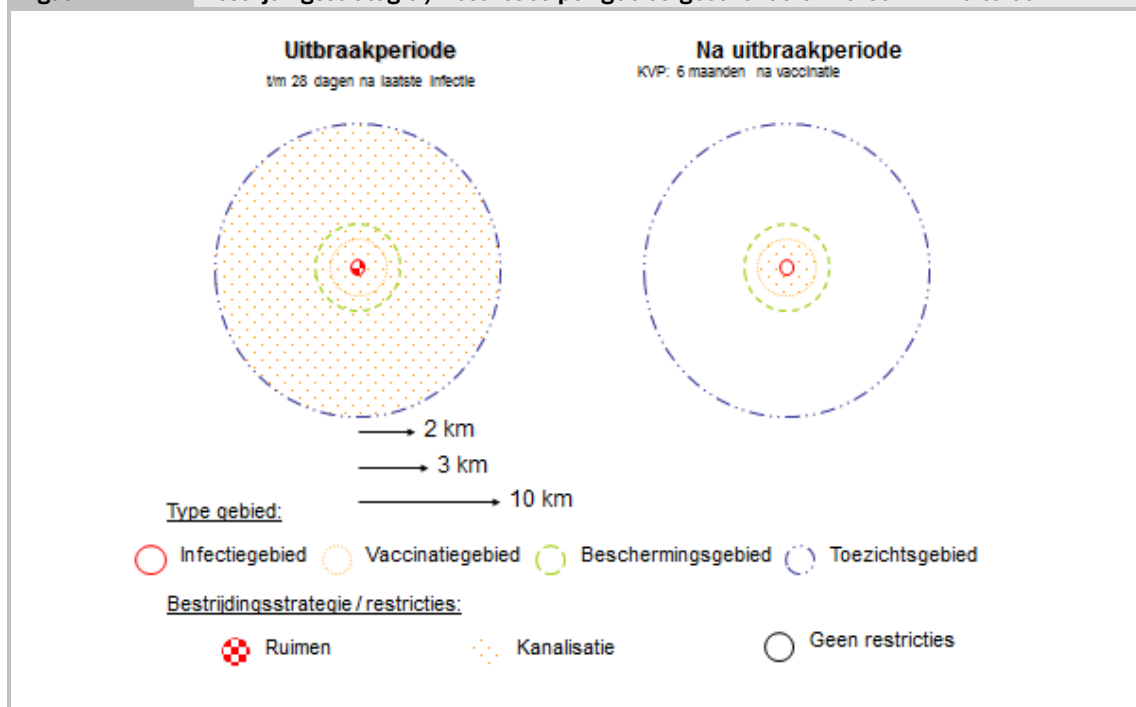 Uitbraakperiode
t/m 28 dagen na laatste infectie
Na uitbraakperiode
KVP: 6 maanden na vaccinatie
2 km
3 km
10 km
Type gebied:
Infectiegebied Vaccinatiegebied Beschermingsgebied Toezichtsgebied
Bestrijdingsstrategie / restricties:
Ruimen Kanalisatie Geen restricties